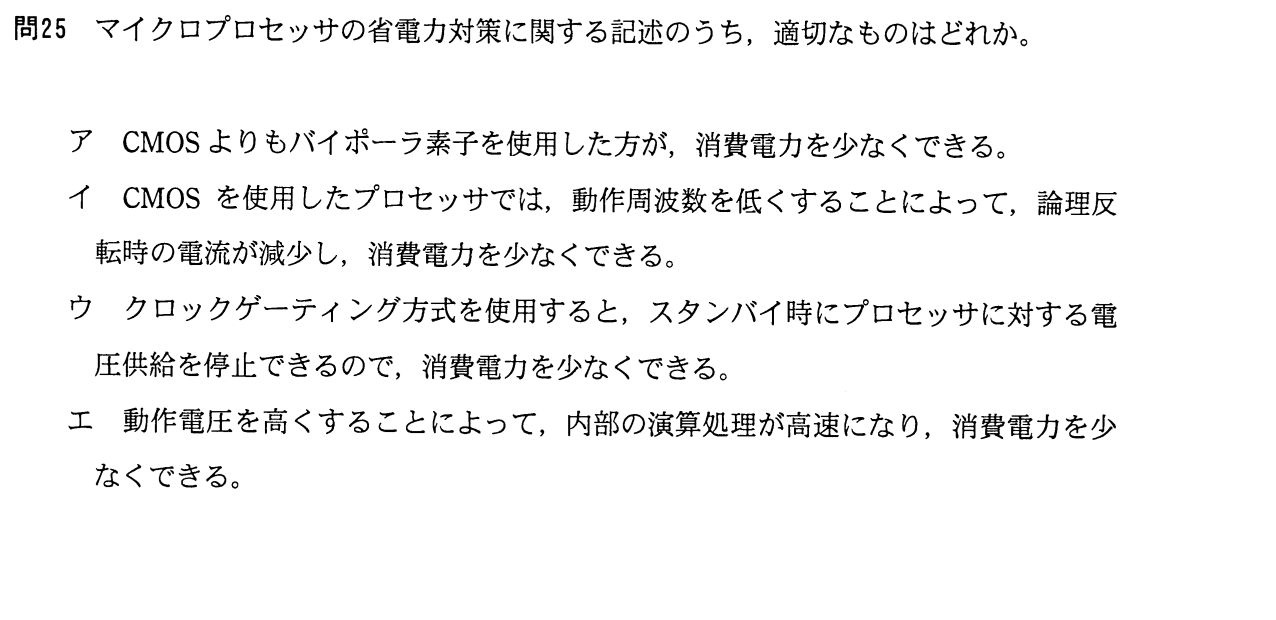 問25 マイクロプロセッサの省電力対策に関する記述のうち，適切なものはどれか。
ア CMOSよりもバイポーラ素子を使用した方が，消費電力を少なくできる。
イ CMOS を使用したプロセッサでは，動作周波数を低くすることによって，論理反
転時の電流が減少し，消費電力を少なくできる。
ウ クロックゲーティング方式を使用すると，スタンバイ時にプロセッサに対する電
圧供給を停止できるので，消費電力を少なくできる。
エ 動作電圧を高くすることによって，内部の演算処理が高速になり，消費電力を少
なくできる。